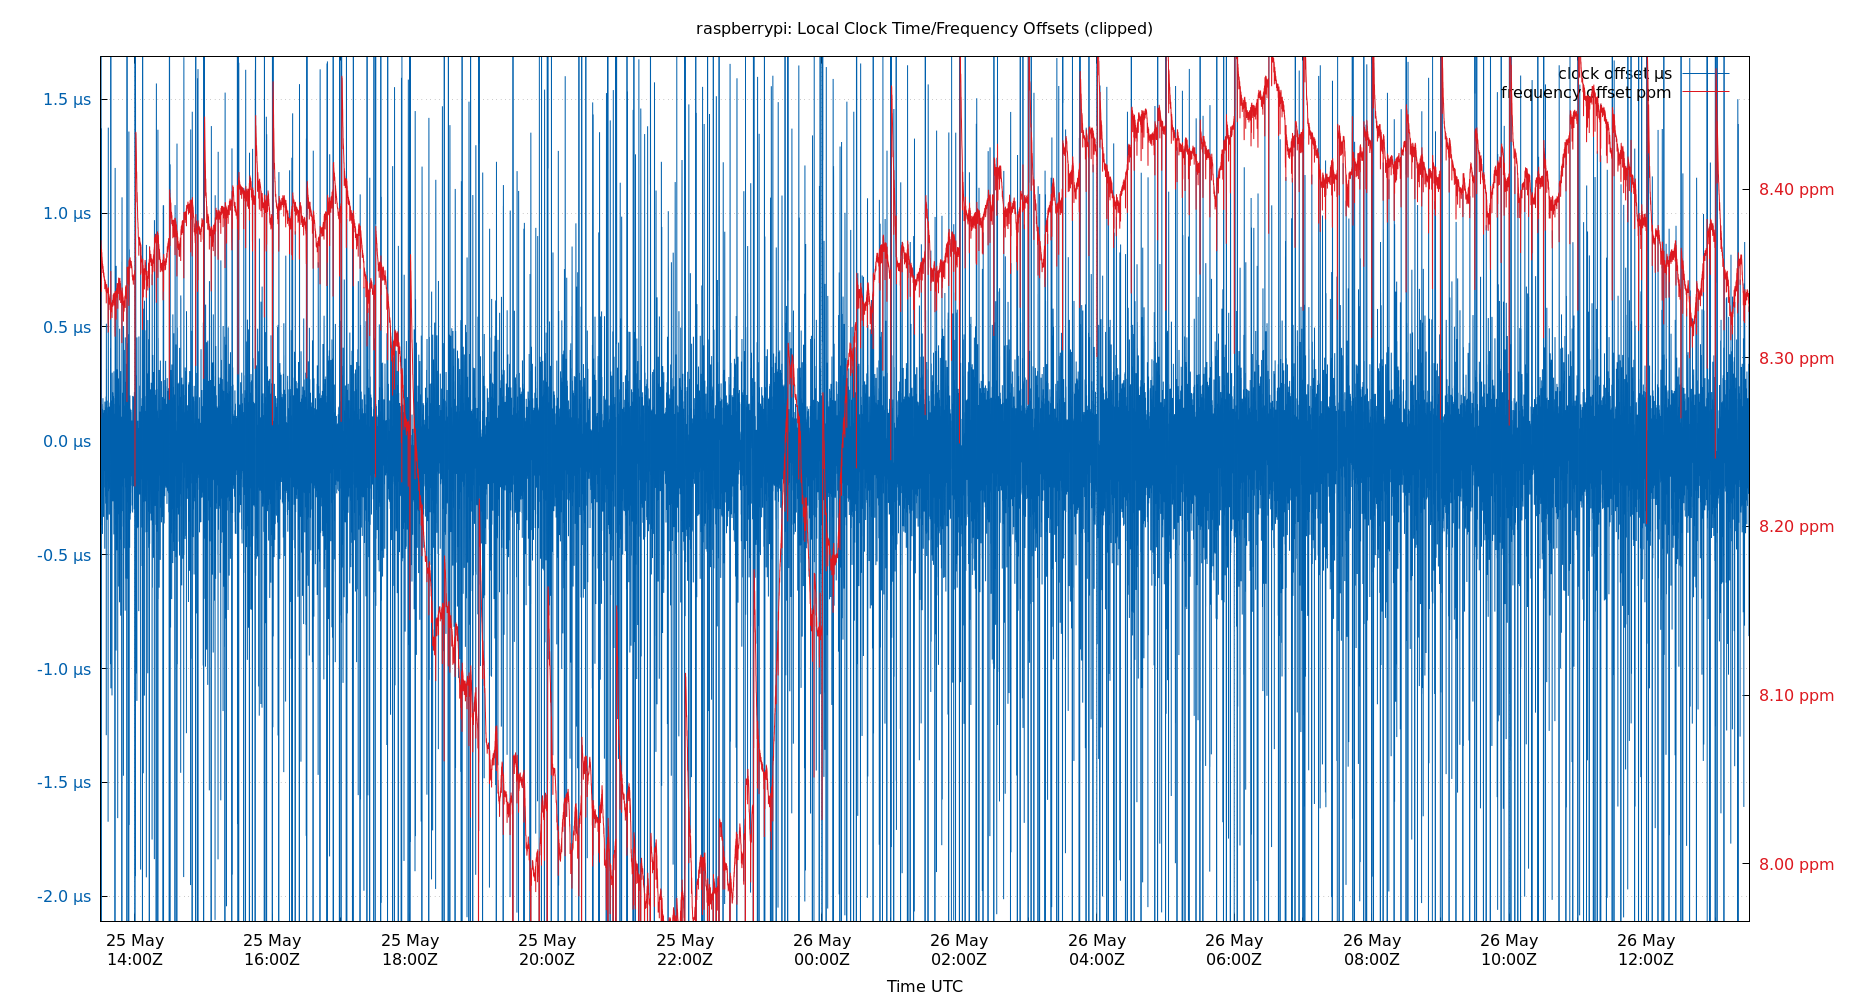 raspberrypi: Local Clock Time/Frequency Offsets (clipped)
clock offset µs
frequency offset ppm
1.5 µs
1.0 µs
0.5 µs
0.0 µs
-0.5 µs
-1.0 µs
-1.5 µs
-2.0 µs
8.40 ppm
8.30 ppm
8.20 ppm
8.10 ppm
8.00 ppm
25 May 25 May 25 May 25 May 25 May 26 May 26 May 26 May 26 May 26 May 26 May 26 May
14:00Z 16:00Z 18:00Z 20:00Z 22:00Z 00:00Z 02:00Z 04:00Z 06:00Z 08:00Z 10:00Z 12:00Z
Time UTC